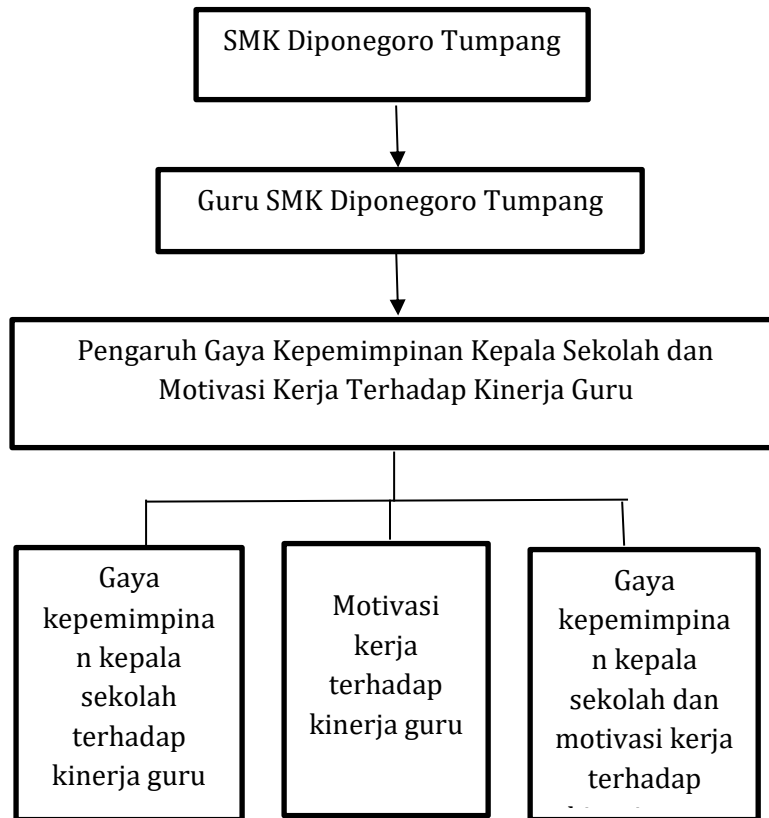 SMK Diponegoro Tumpang
Guru SMK Diponegoro Tumpang
Pengaruh Gaya Kepemimpinan Kepala Sekolah dan
Motivasi Kerja Terhadap Kinerja Guru
Gaya
kepemimpina
n kepala
sekolah
terhadap
kinerja guru
Motivasi
kerja
terhadap
kinerja guru
Gaya
kepemimpina
n kepala
sekolah dan
motivasi kerja
terhadap